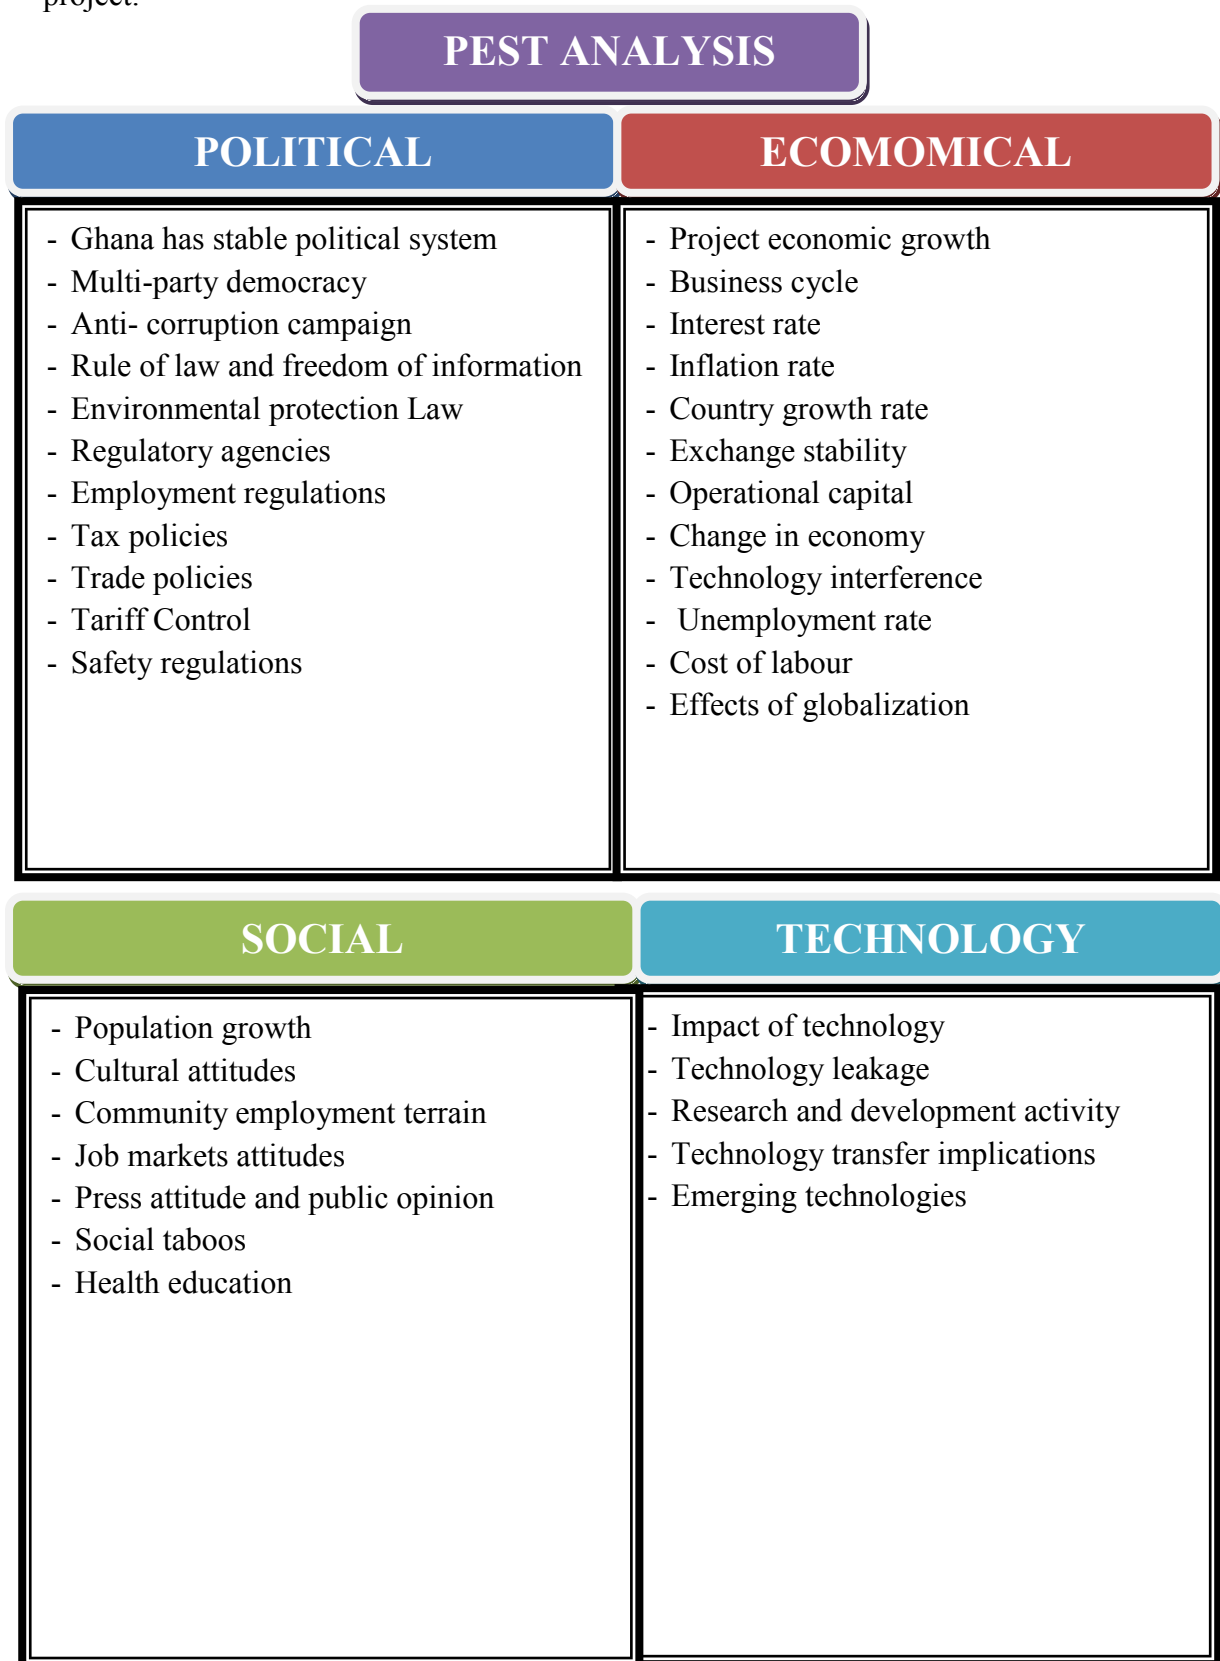 project.
PEST ANALYSIS
POLITICAL
- Ghana has stable political system
- Multi-party democracy
- Anti- corruption campaign
- Rule of law and freedom of information
- Environmental protection Law
- Regulatory agencies
- Employment regulations
- Tax policies
- Trade policies
- Tariff Control
- Safety regulations
ECOMOMICAL
- Project economic growth
- Business cycle
- Interest rate
- Inflation rate
- Country growth rate
- Exchange stability
- Operational capital
- Change in economy
- Technology interference
- Unemployment rate
- Cost of labour
- Effects of globalization
SOCIAL
- Population growth
- Cultural attitudes
- Community employment terrain
- Job markets attitudes
- Press attitude and public opinion
- Social taboos
- Health education
TECHNOLOGY
- Impact of technology
- Technology leakage
- Research and development activity
- Technology transfer implications
- Emerging technologies